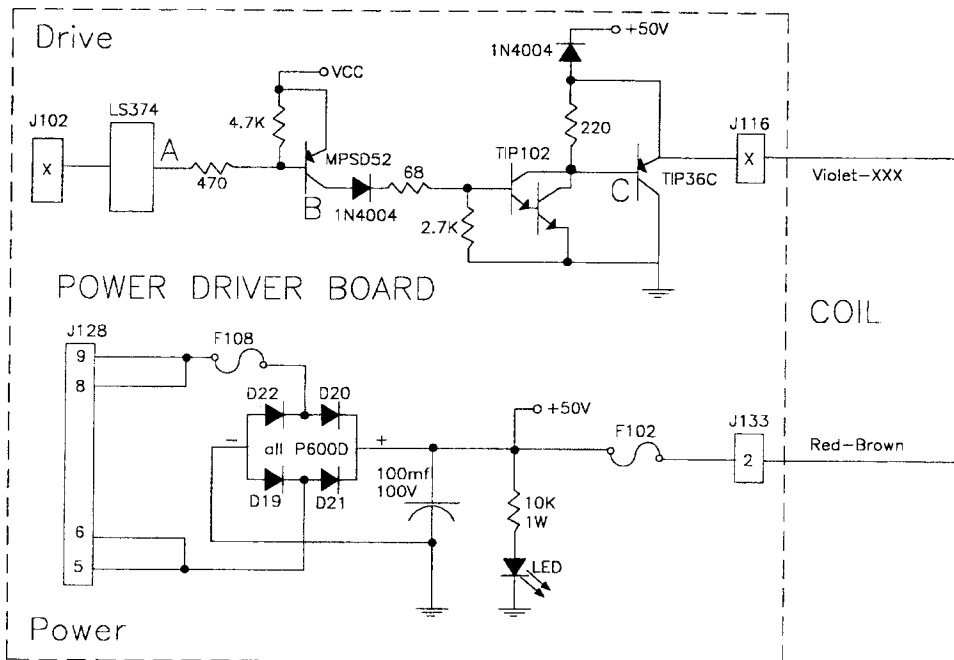 Drive
+50V
1N4004
VCC
LS374
J102
4.7K
220
J116
A
MPSD52
TIP102
X
X
68
470
B
1N4004
C
TIP36C
Violet-XXX
2.7K
POWER DRIVER BOARD
COIL
J128
F108
9
8
D22
D20
+50V
J133
F102
Red-Brown
−
all
P600D
+
2
100mf
100V
D19
D21
10K
1W
6
LED
5
Power